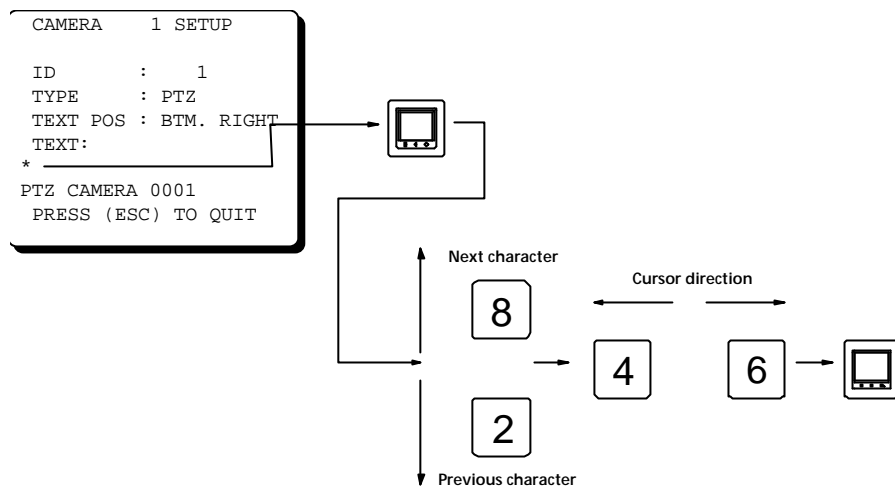 CAMERA 1 SETUP
ID : 1
TYPE : PTZ
TEXT POS : BTM. RIGHT
TEXT:
*
PTZ CAMERA 0001
PRESS (ESC) TO QUIT
Next character
Cursor direction
8
4
6
2
Previous character